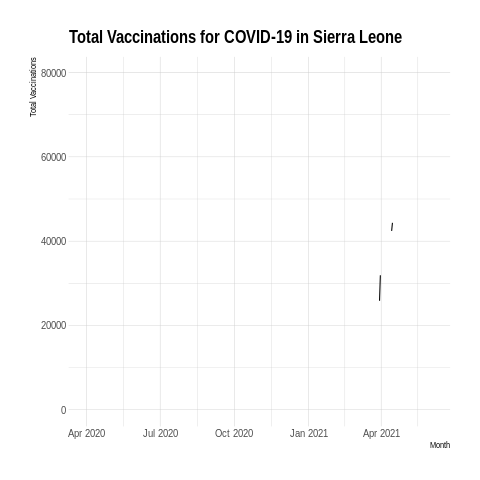 Total Vaccinations for COVID-19 in Sierra Leone
Total Vaccinations
80000
60000
40000
20000
0
Apr 2020 Jul 2020 Oct 2020 Jan 2021 Apr 2021
Month